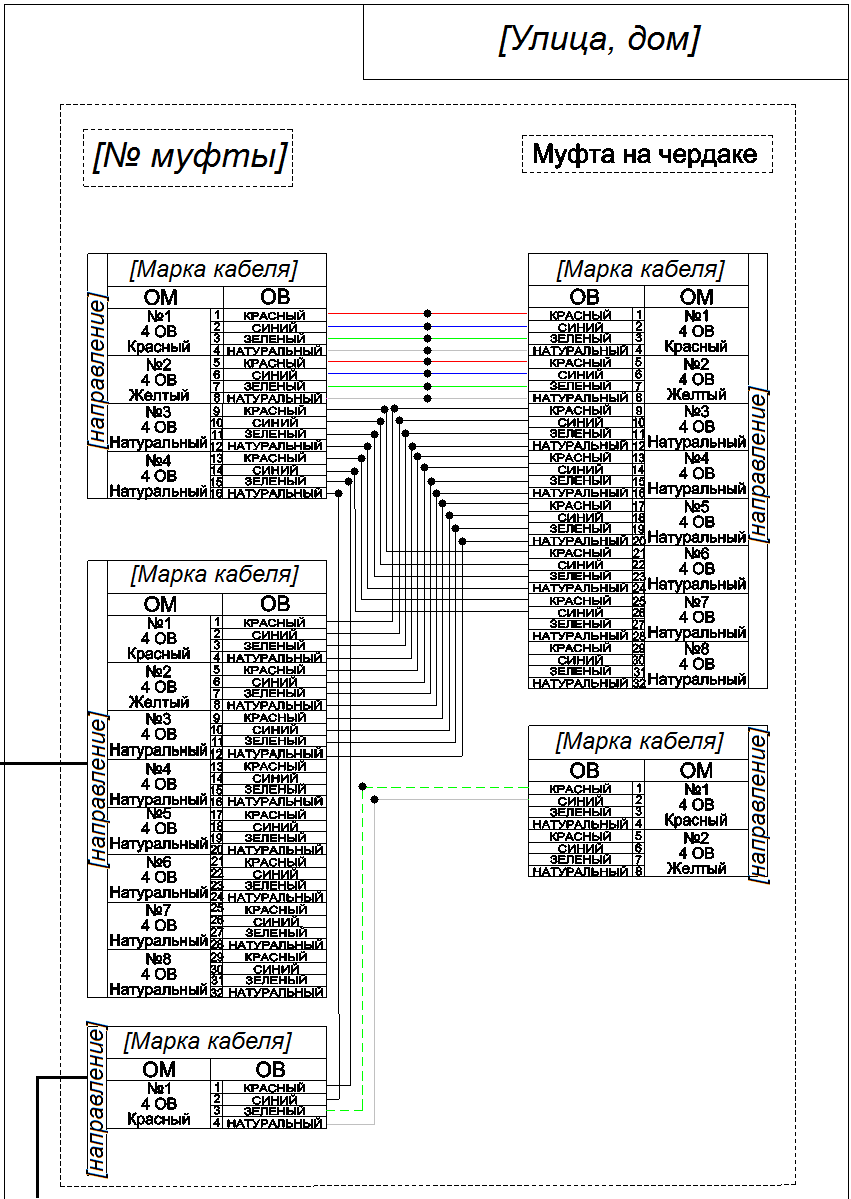 [Улица, дом]
[№ муфты]
Муфта на чердаке
[направление]
[Марка кабеля]
ОМ ОВ
№1
4 ОВ
Красный
1 КРАСНЫЙ
2 СИНИЙ
3 ЗЕЛЕНЫЙ
4 НАТУРАЛЬНЫЙ
№2
4 ОВ
Желтый
5 КРАСНЫЙ
6 СИНИЙ
7 ЗЕЛЕНЫЙ
8 НАТУРАЛЬНЫЙ
№3
4 ОВ
Натуральный
9 КРАСНЫЙ
10 СИНИЙ
11 ЗЕЛЕНЫЙ
12 НАТУРАЛЬНЫЙ
№4
4 ОВ
Натуральный
13 КРАСНЫЙ
14 СИНИЙ
15 ЗЕЛЕНЫЙ
16 НАТУРАЛЬНЫЙ
[Марка кабеля]
ОВ ОМ
КРАСНЫЙ 1
СИНИЙ 2
ЗЕЛЕНЫЙ 3
НАТУРАЛЬНЫЙ 4
№1
4 ОВ
Красный
КРАСНЫЙ 5
СИНИЙ 6
ЗЕЛЕНЫЙ 7
НАТУРАЛЬНЫЙ 8
№2
4 ОВ
Желтый
КРАСНЫЙ 9
СИНИЙ 10
ЗЕЛЕНЫЙ 11
НАТУРАЛЬНЫЙ 12
№3
4 ОВ
Натуральный
КРАСНЫЙ 13
СИНИЙ 14
ЗЕЛЕНЫЙ 15
НАТУРАЛЬНЫЙ 16
№4
4 ОВ
Натуральный
КРАСНЫЙ 17
СИНИЙ 18
ЗЕЛЕНЫЙ 19
НАТУРАЛЬНЫЙ 20
№5
4 ОВ
Натуральный
КРАСНЫЙ 21
СИНИЙ 22
ЗЕЛЕНЫЙ 23
НАТУРАЛЬНЫЙ 24
№6
4 ОВ
Натуральный
КРАСНЫЙ 25
СИНИЙ 26
ЗЕЛЕНЫЙ 27
НАТУРАЛЬНЫЙ 28
№7
4 ОВ
Натуральный
КРАСНЫЙ 29
СИНИЙ 30
ЗЕЛЕНЫЙ 31
НАТУРАЛЬНЫЙ 32
№8
4 ОВ
Натуральный
[направление]
[направление]
[Марка кабеля]
ОМ ОВ
№1
4 ОВ
Красный
1 КРАСНЫЙ
2 СИНИЙ
3 ЗЕЛЕНЫЙ
4 НАТУРАЛЬНЫЙ
№2
4 ОВ
Желтый
5 КРАСНЫЙ
6 СИНИЙ
7 ЗЕЛЕНЫЙ
8 НАТУРАЛЬНЫЙ
№3
4 ОВ
Натуральный
9 КРАСНЫЙ
10 СИНИЙ
11 ЗЕЛЕНЫЙ
12 НАТУРАЛЬНЫЙ
№4
4 ОВ
Натуральный
13 КРАСНЫЙ
14 СИНИЙ
15 ЗЕЛЕНЫЙ
16 НАТУРАЛЬНЫЙ
№5
4 ОВ
Натуральный
17 КРАСНЫЙ
18 СИНИЙ
19 ЗЕЛЕНЫЙ
20 НАТУРАЛЬНЫЙ
№6
4 ОВ
Натуральный
21 КРАСНЫЙ
22 СИНИЙ
23 ЗЕЛЕНЫЙ
24 НАТУРАЛЬНЫЙ
№7
4 ОВ
Натуральный
25 КРАСНЫЙ
26 СИНИЙ
27 ЗЕЛЕНЫЙ
28 НАТУРАЛЬНЫЙ
№8
4 ОВ
Натуральный
29 КРАСНЫЙ
30 СИНИЙ
31 ЗЕЛЕНЫЙ
32 НАТУРАЛЬНЫЙ
[Марка кабеля]
ОВ ОМ
КРАСНЫЙ 1
СИНИЙ 2
ЗЕЛЕНЫЙ 3
НАТУРАЛЬНЫЙ 4
№1
4 ОВ
Красный
КРАСНЫЙ 5
СИНИЙ 6
ЗЕЛЕНЫЙ 7
НАТУРАЛЬНЫЙ 8
№2
4 ОВ
Желтый
[направление]
[направление]
[Марка кабеля]
ОМ ОВ
№1
4 ОВ
Красный
1 КРАСНЫЙ
2 СИНИЙ
3 ЗЕЛЕНЫЙ
4 НАТУРАЛЬНЫЙ